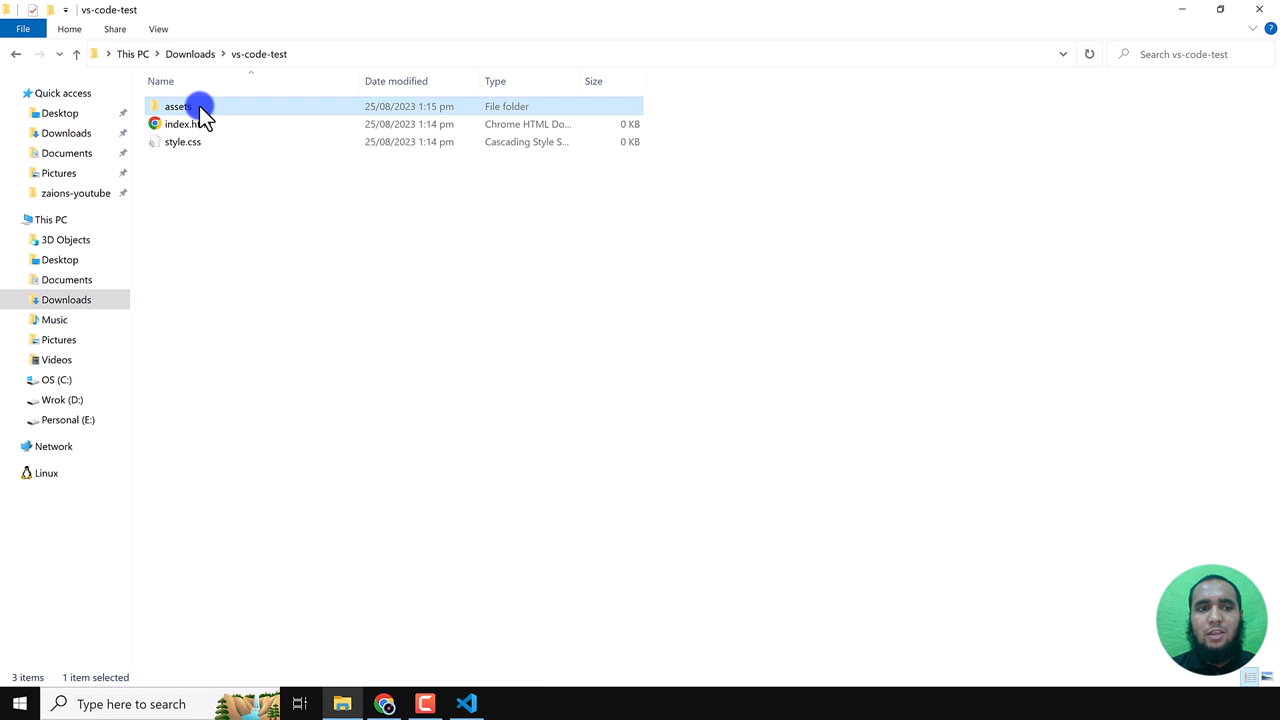 vs-code-test
File Home Share View
This PC Downloads vs-code-test Search vs-code-test
Name Date modified Type Size
Quick access
Desktop
Downloads
Documents
Pictures
zaions-youtube
This PC
3D Objects
Desktop
Documents
Downloads
Music
Pictures
Videos
OS (C:)
Wrok (D:)
Personal (E:)
Network
Linux
assets 25/08/2023 1:15 pm File folder
25/08/2023 1:14 pm Chrome HTML Do... 0 KB
style.css 25/08/2023 1:14 pm Cascading Style S... 0 KB
3 items 1 item selected
Type here to search